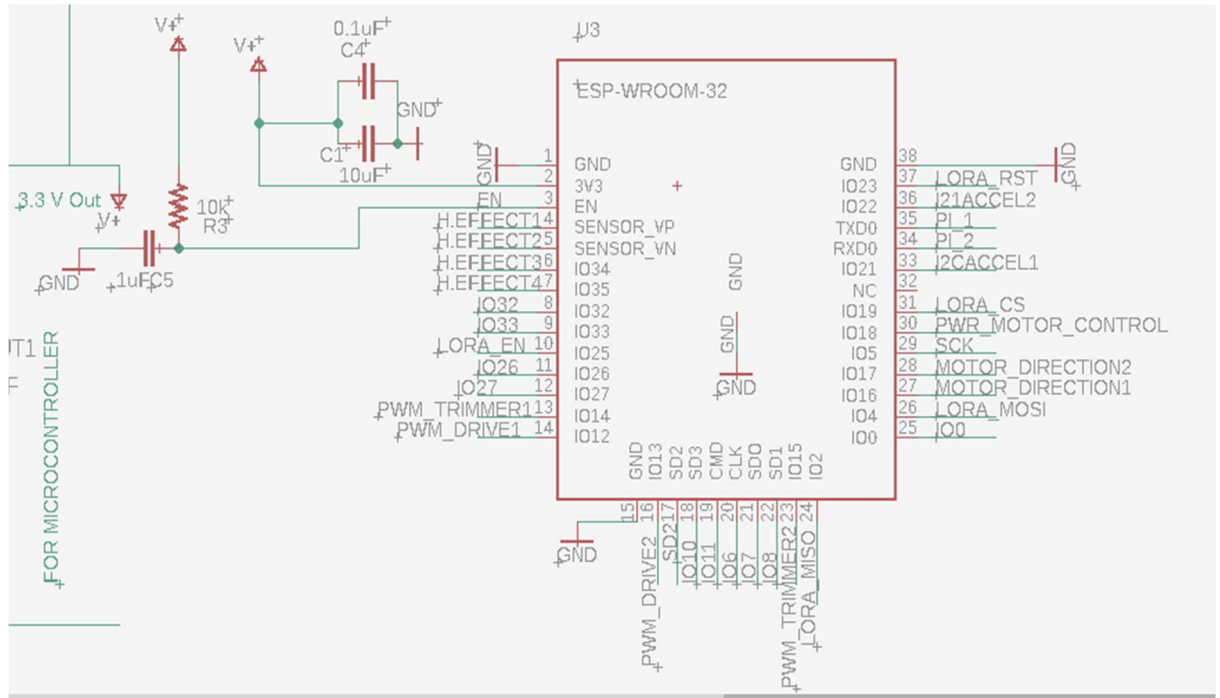 V+
0.1uF
C4
V+
GND
C1
10uF
U3
ESP-WROOM-32
3.3 V Out
V+
10k
R3
GND
.1uF C5
FOR MICROCONTROLLER
GND 1 GND
2 3V3
EN 3 EN
H.EFFECT1 4 SENSOR_VP
H.EFFECT2 5 SENSOR_VN
H.EFFECT3 6 IO34
H.EFFECT4 7 IO35
IO32 8 IO32
IO33 9 IO33
LORA_EN 10 IO25
IO26 11 IO26
IO27 12 IO27
PWM_TRIMMER1 13 IO14
PWM_DRIVE1 14 IO12
GND 38 GND
IO23 37 LORA_RST
IO22 36 I21ACCEL2
TXD0 35 PI_1
RXD0 34 PI_2
IO21 33 I2CACCEL1
NC 32
IO19 31 LORA_CS
IO18 30 PWR_MOTOR_CONTROL
IO5 29 SCK
IO17 28 MOTOR_DIRECTION2
IO16 27 MOTOR_DIRECTION1
IO4 26 LORA_MOSI
IO0 25 IO0
GND
GND
GND
GND 15 GND
IO13 16 PWM_DRIVE2
SD2 17 SD2
SD3 18 IO10
CMD 19 IO11
CLK 20 IO6
SDO 21 IO7
SD1 22 IO8
IO15 23 PWM_TRIMMER2
IO2 24 LORA_MISO